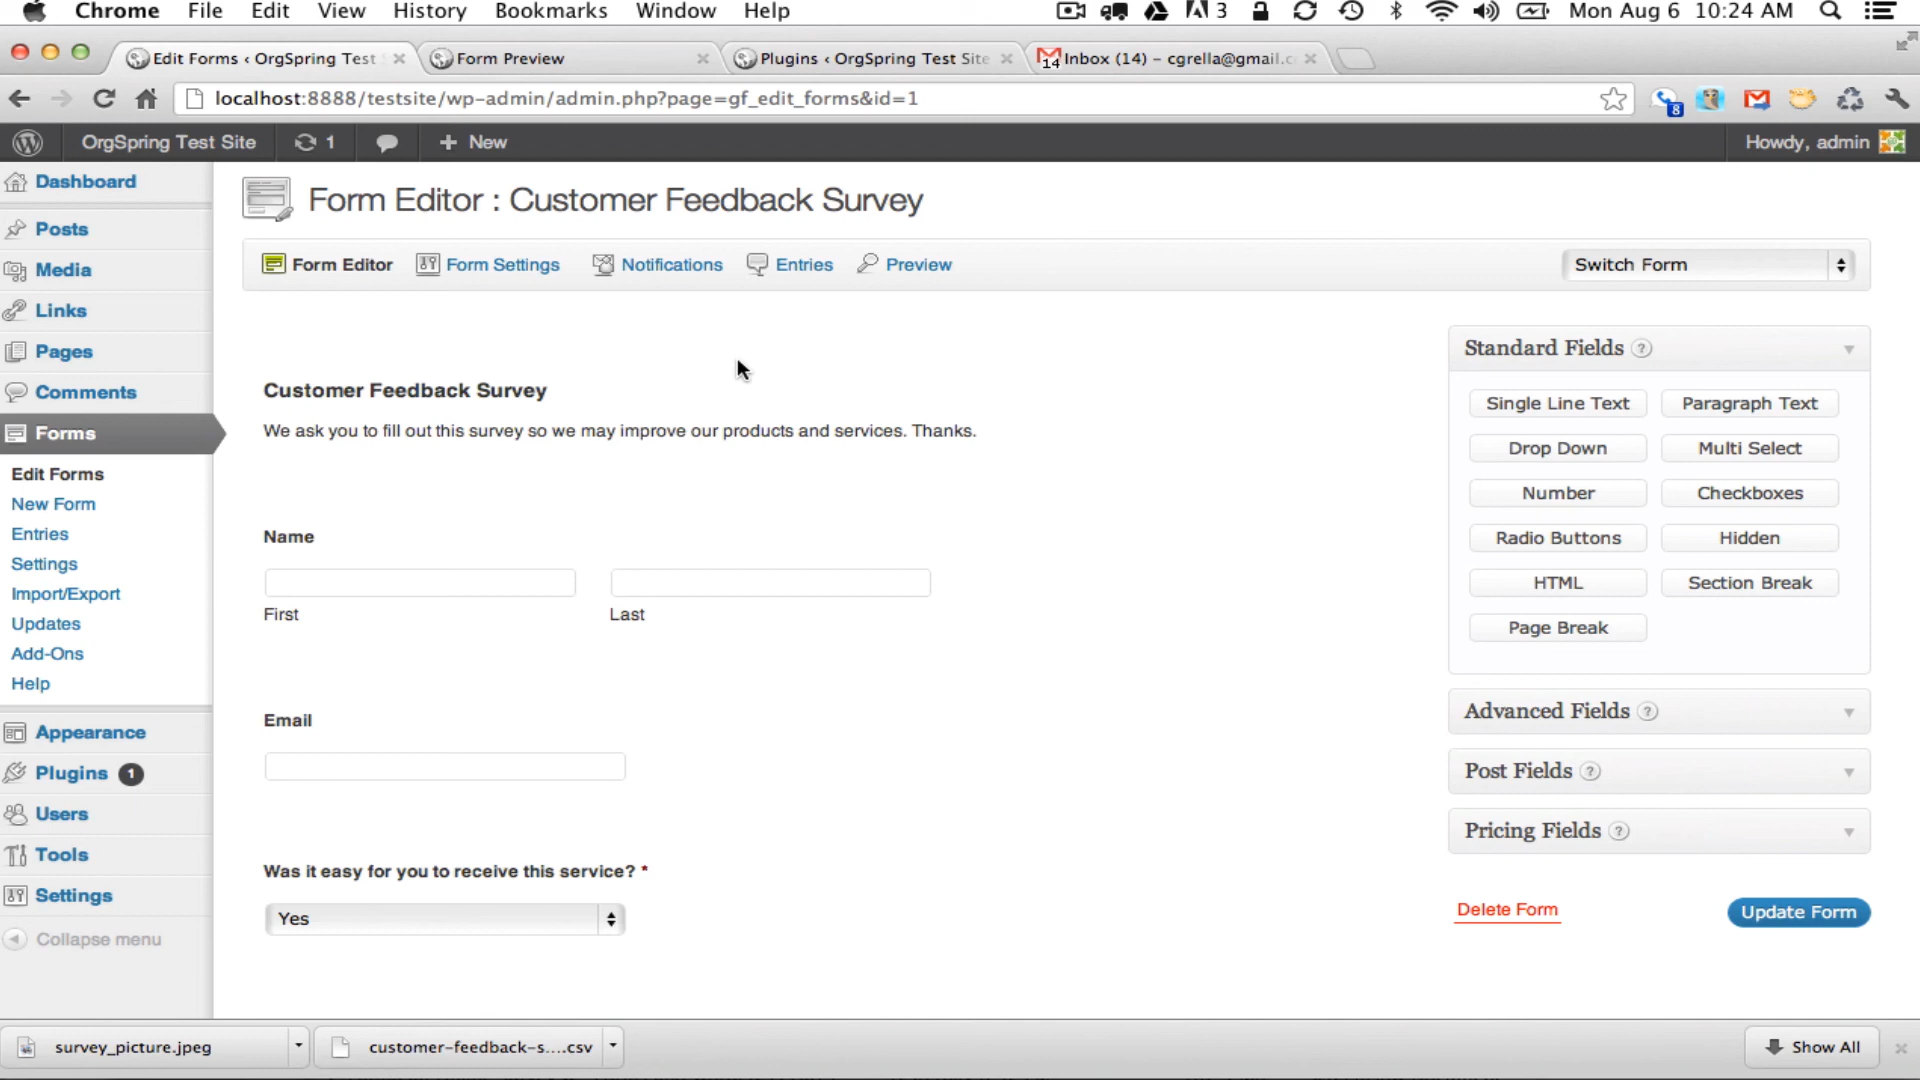 Chrome File Edit View History Bookmarks Window Help 3 Mon Aug 6 10:24 AM
Edit Forms ‹ OrgSpring Test Form Preview Plugins ‹ OrgSpring Test Site 14 Inbox (14) – cgrella@gmail.c
localhost:8888/testsite/wp-admin/admin.php?page=gf_edit_forms&id=1 8
OrgSpring Test Site 1 + New Howdy, admin
Dashboard
Posts
Media
Links
Pages
Comments
Forms
Edit Forms
New Form
Entries
Settings
Import/Export
Updates
Add-Ons
Help
Appearance
Plugins 1
Users
Tools
Settings
Collapse menu
Form Editor : Customer Feedback Survey
Form Editor Form Settings Notifications Entries Preview Switch Form
Customer Feedback Survey
We ask you to fill out this survey so we may improve our products and services. Thanks.
Name
First Last
Email
Was it easy for you to receive this service? *
Yes
Standard Fields ?
Single Line Text Paragraph Text
Drop Down Multi Select
Number Checkboxes
Radio Buttons Hidden
HTML Section Break
Page Break
Advanced Fields ?
Post Fields ?
Pricing Fields ?
Delete Form Update Form
survey_picture.jpeg customer-feedback-s....csv Show All